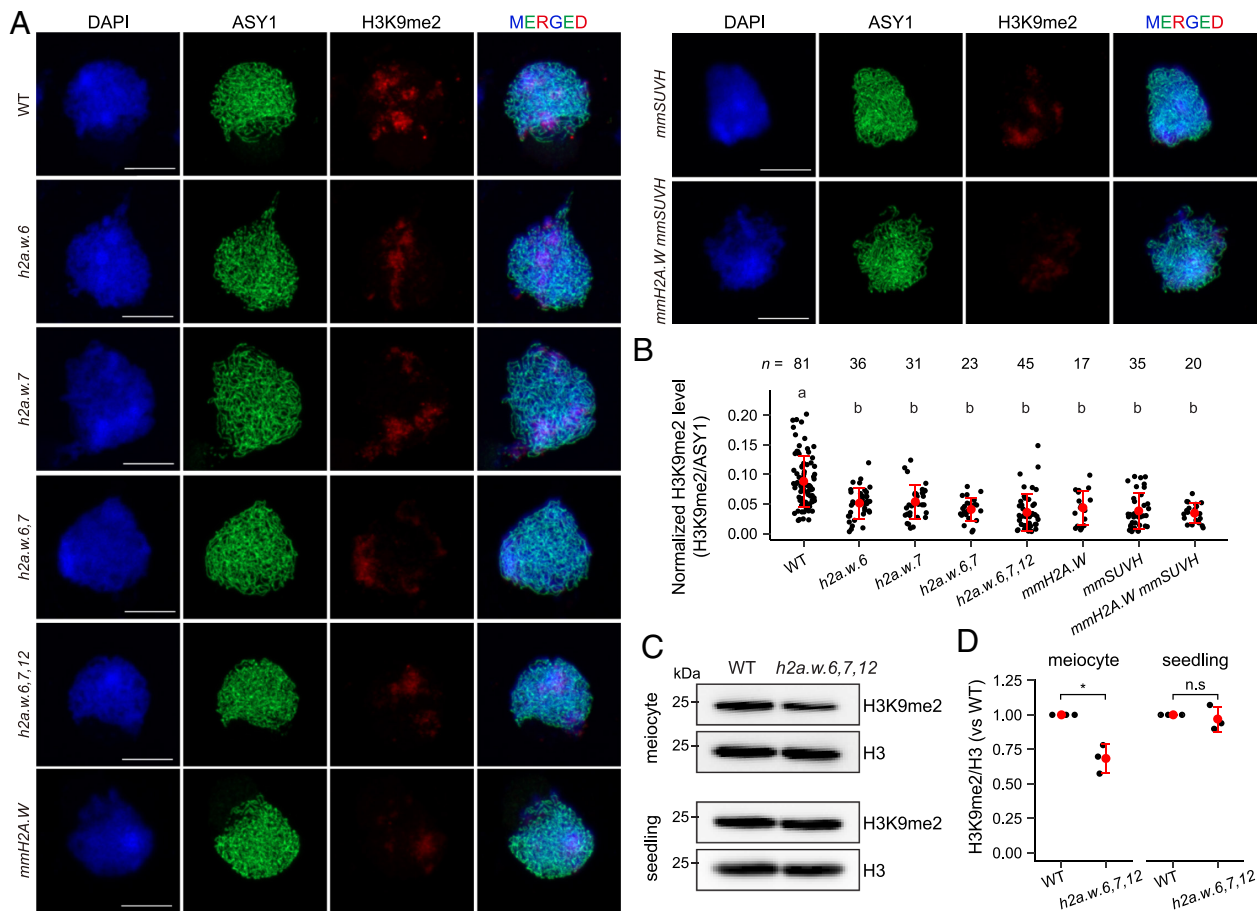 A
DAPI ASY1 H3K9me2 MERGED
WT
h2a.w.6
h2a.w.7
h2a.w.6,7
h2a.w.6,7,12
mmH2A.W
DAPI ASY1 H3K9me2 MERGED
mmSUVH
mmH2A.W mmSUVH
B
n = 81 36 31 23 45 17 35 20
a b b b b b b b
Normalized H3K9me2 level
(H3K9me2/ASY1)
0.20
0.15
0.10
0.05
0.00
WT h2a.w.6 h2a.w.7 h2a.w.6,7 h2a.w.6,7,12 mmH2A.W mmSUVH mmH2A.W mmSUVH
C
kDa WT h2a.w.6,7,12
meiocyte
25 H3K9me2
25 H3
seedling
25 H3K9me2
25 H3
D
meiocyte seedling
H3K9me2/H3 (vs WT)
1.25
1.00
0.75
0.50
0.25
0.00
* n.s
WT h2a.w.6,7,12 WT h2a.w.6,7,12